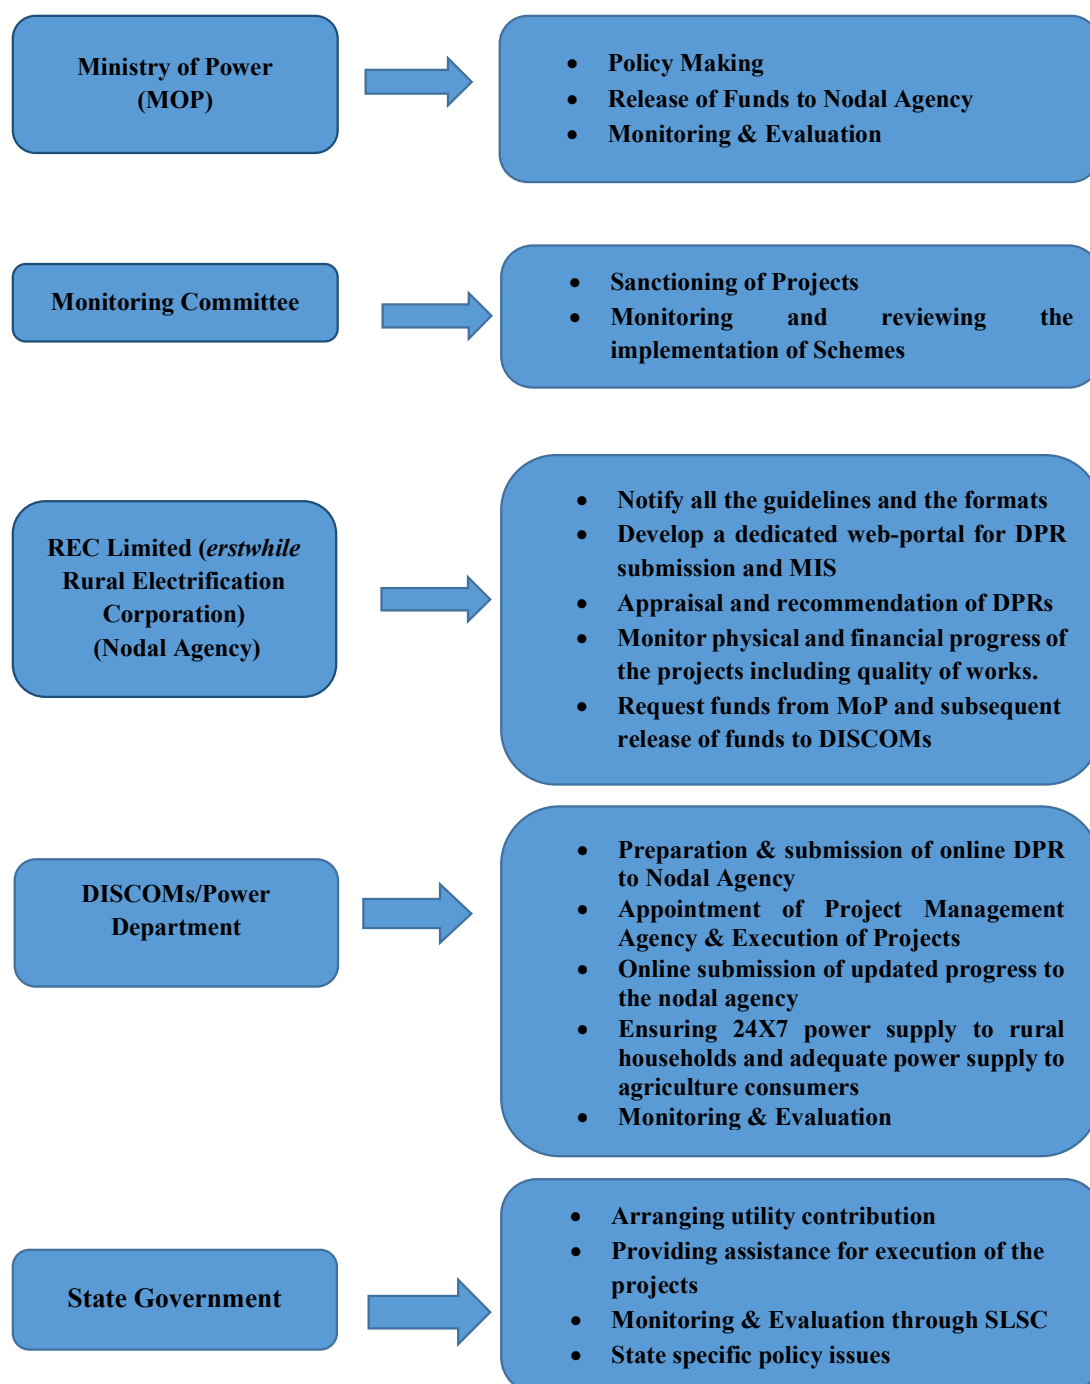 Ministry of Power
(MOP)
• Policy Making
• Release of Funds to Nodal Agency
• Monitoring & Evaluation
Monitoring Committee
• Sanctioning of Projects
• Monitoring and reviewing the
implementation of Schemes
REC Limited (erstwhile
Rural Electrification
Corporation)
(Nodal Agency)
• Notify all the guidelines and the formats
• Develop a dedicated web-portal for DPR
submission and MIS
• Appraisal and recommendation of DPRs
• Monitor physical and financial progress of
the projects including quality of works.
• Request funds from MoP and subsequent
release of funds to DISCOMs
DISCOMs/Power
Department
• Preparation & submission of online DPR
to Nodal Agency
• Appointment of Project Management
Agency & Execution of Projects
• Online submission of updated progress to
the nodal agency
• Ensuring 24X7 power supply to rural
households and adequate power supply to
agriculture consumers
• Monitoring & Evaluation
State Government
• Arranging utility contribution
• Providing assistance for execution of the
projects
• Monitoring & Evaluation through SLSC
• State specific policy issues